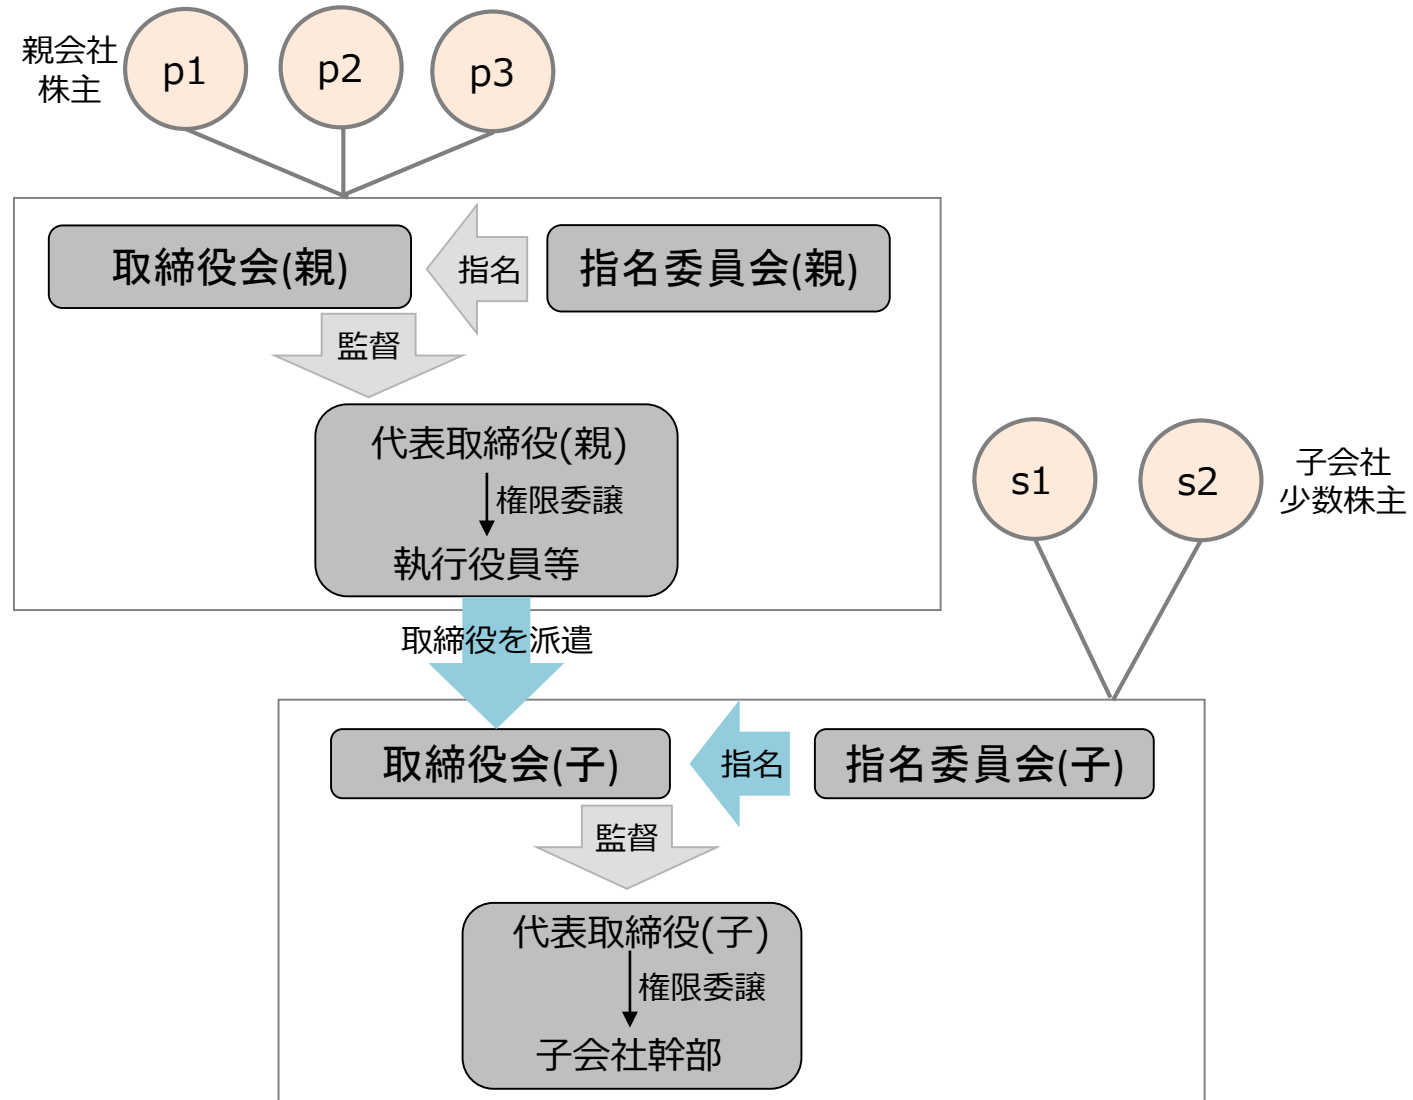 親会社
株主
p1
p2
p3
取締役会(親)
指名
指名委員会(親)
監督
代表取締役(親)
権限委譲
執行役員等
s1
s2
子会社
少数株主
取締役を派遣
取締役会(子)
指名
指名委員会(子)
監督
代表取締役(子)
権限委譲
子会社幹部